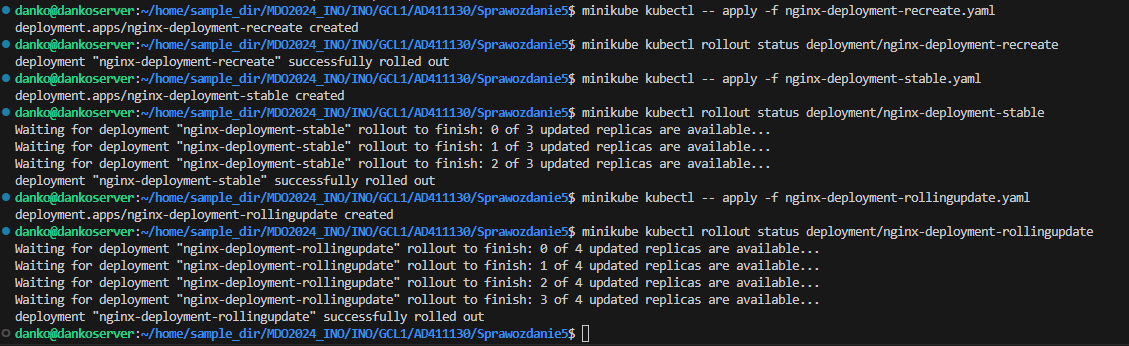 danko@dankoserver:~/home/sample_dir/MDO2024_INO/INO/GCL1/AD411130/Sprawozdanie5$ minikube kubectl -- apply -f nginx-deployment-recreate.yaml
deployment.apps/nginx-deployment-recreate created
danko@dankoserver:~/home/sample_dir/MDO2024_INO/INO/GCL1/AD411130/Sprawozdanie5$ minikube kubectl rollout status deployment/nginx-deployment-recreate
deployment "nginx-deployment-recreate" successfully rolled out
danko@dankoserver:~/home/sample_dir/MDO2024_INO/INO/GCL1/AD411130/Sprawozdanie5$ minikube kubectl -- apply -f nginx-deployment-stable.yaml
deployment.apps/nginx-deployment-stable created
danko@dankoserver:~/home/sample_dir/MDO2024_INO/INO/GCL1/AD411130/Sprawozdanie5$ minikube kubectl rollout status deployment/nginx-deployment-stable
Waiting for deployment "nginx-deployment-stable" rollout to finish: 0 of 3 updated replicas are available...
Waiting for deployment "nginx-deployment-stable" rollout to finish: 1 of 3 updated replicas are available...
Waiting for deployment "nginx-deployment-stable" rollout to finish: 2 of 3 updated replicas are available...
deployment "nginx-deployment-stable" successfully rolled out
danko@dankoserver:~/home/sample_dir/MDO2024_INO/INO/GCL1/AD411130/Sprawozdanie5$ minikube kubectl -- apply -f nginx-deployment-rollingupdate.yaml
deployment.apps/nginx-deployment-rollingupdate created
danko@dankoserver:~/home/sample_dir/MDO2024_INO/INO/GCL1/AD411130/Sprawozdanie5$ minikube kubectl rollout status deployment/nginx-deployment-rollingupdate
Waiting for deployment "nginx-deployment-rollingupdate" rollout to finish: 0 of 4 updated replicas are available...
Waiting for deployment "nginx-deployment-rollingupdate" rollout to finish: 1 of 4 updated replicas are available...
Waiting for deployment "nginx-deployment-rollingupdate" rollout to finish: 2 of 4 updated replicas are available...
Waiting for deployment "nginx-deployment-rollingupdate" rollout to finish: 3 of 4 updated replicas are available...
deployment "nginx-deployment-rollingupdate" successfully rolled out
danko@dankoserver:~/home/sample_dir/MDO2024_INO/INO/GCL1/AD411130/Sprawozdanie5$